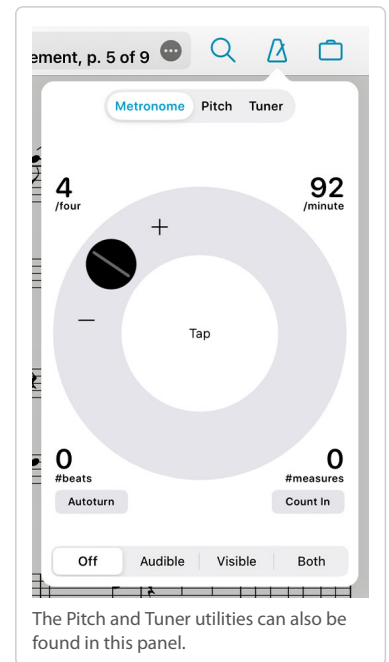 ement, p. 5 of 9
Metronome Pitch Tuner
4 92
/four /minute
+
−
Tap
0 0
#beats #measures
Autoturn Count In
Off Audible Visible Both
The Pitch and Tuner utilities can also be
found in this panel.